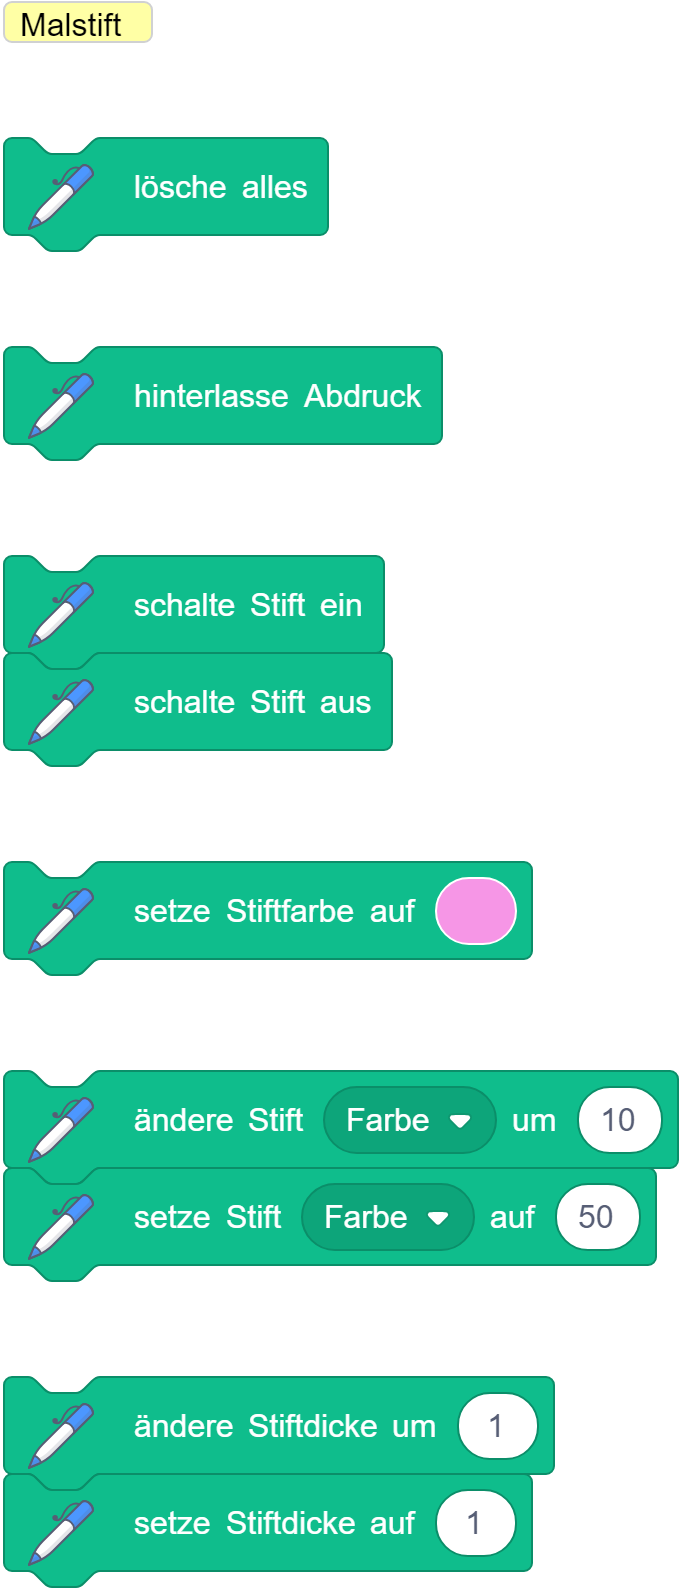 Malstift
lösche alles
hinterlasse Abdruck
schalte Stift ein
schalte Stift aus
setze Stiftfarbe auf
ändere Stift Farbe um 10
setze Stift Farbe auf 50
ändere Stiftdicke um 1
setze Stiftdicke auf 1